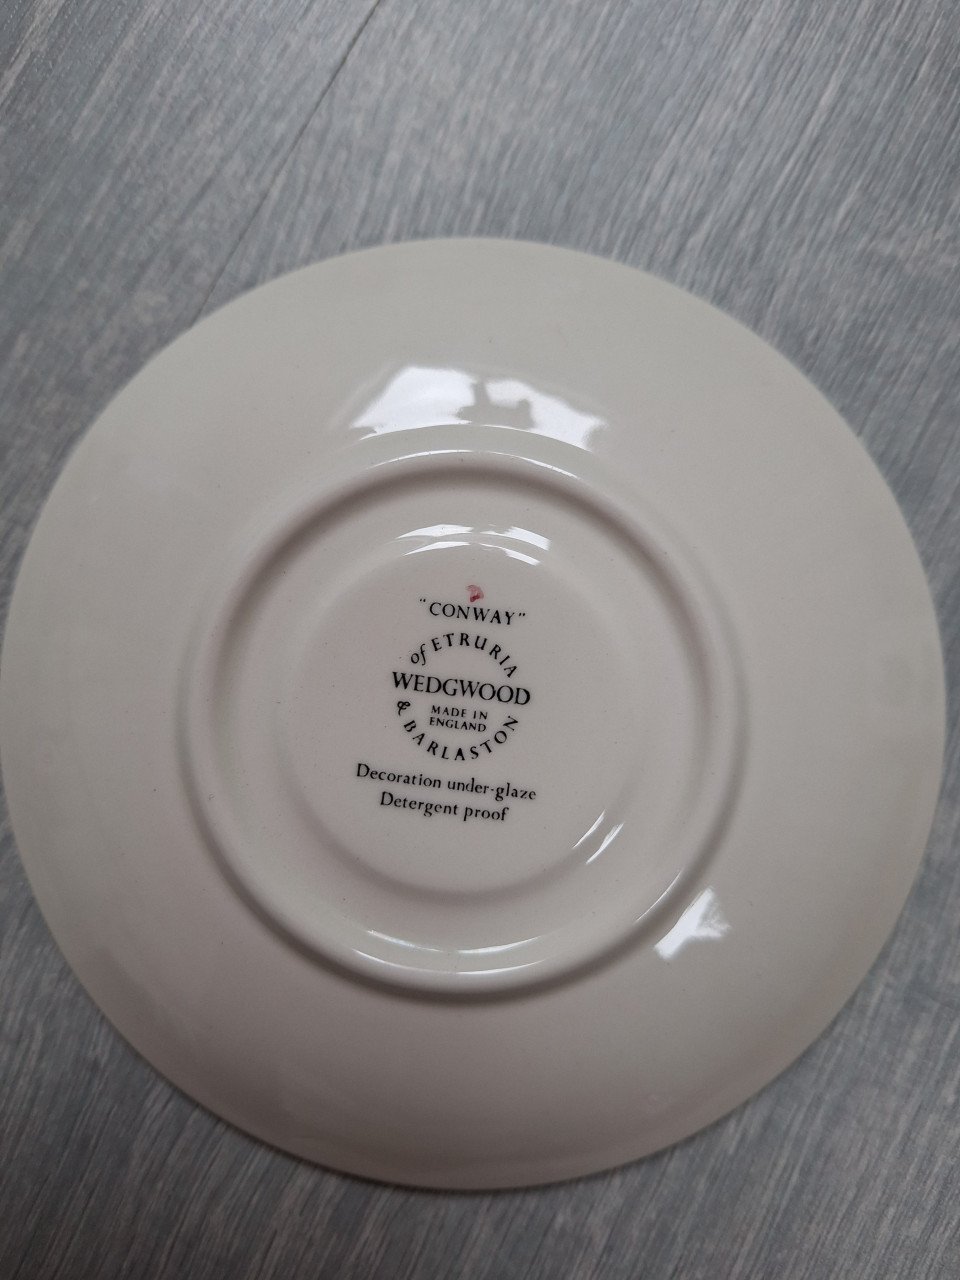 "CONWAY"
of ETRURIA
WEDGWOOD
MADE IN
ENGLAND
& BARLASTON
Decoration under-glaze
Detergent proof